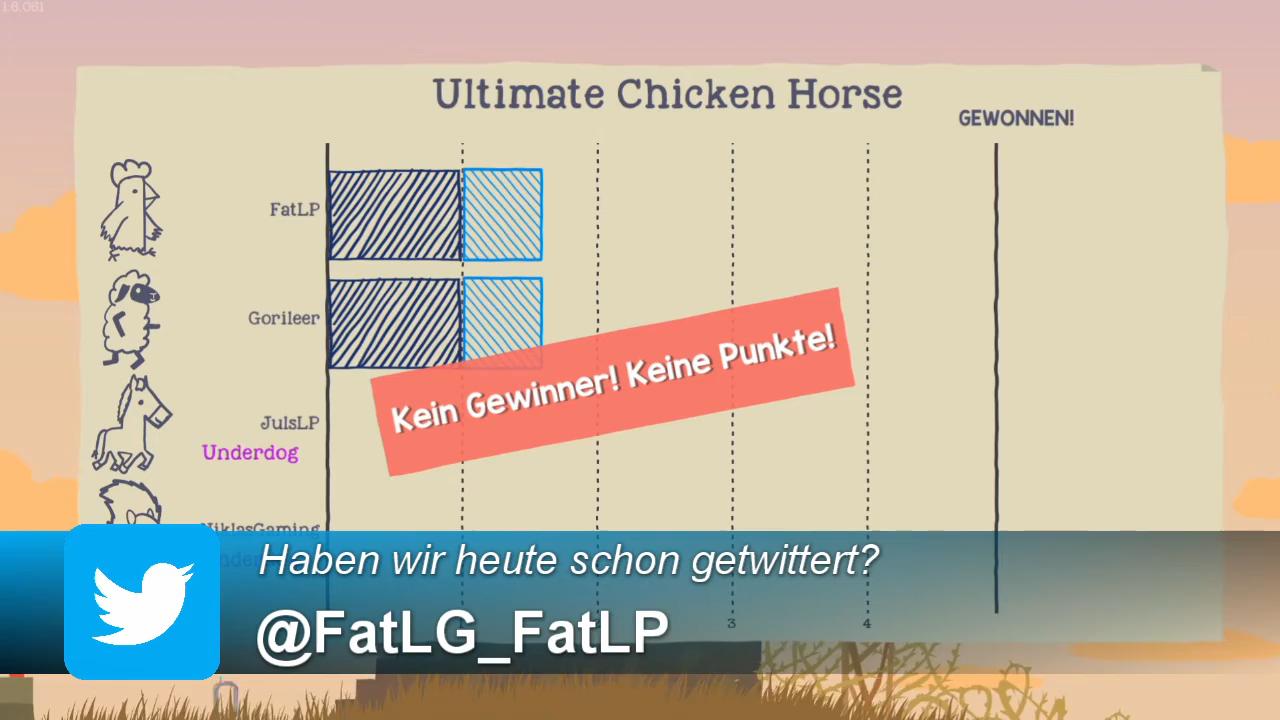 1.6.061
Ultimate Chicken Horse
GEWONNEN!
FatLP
Gorileer
Kein Gewinner! Keine Punkte!
JulsLP
Underdog
NiklasGaming
Haben wir heute schon getwittert?
@FatLG_FatLP
3
4